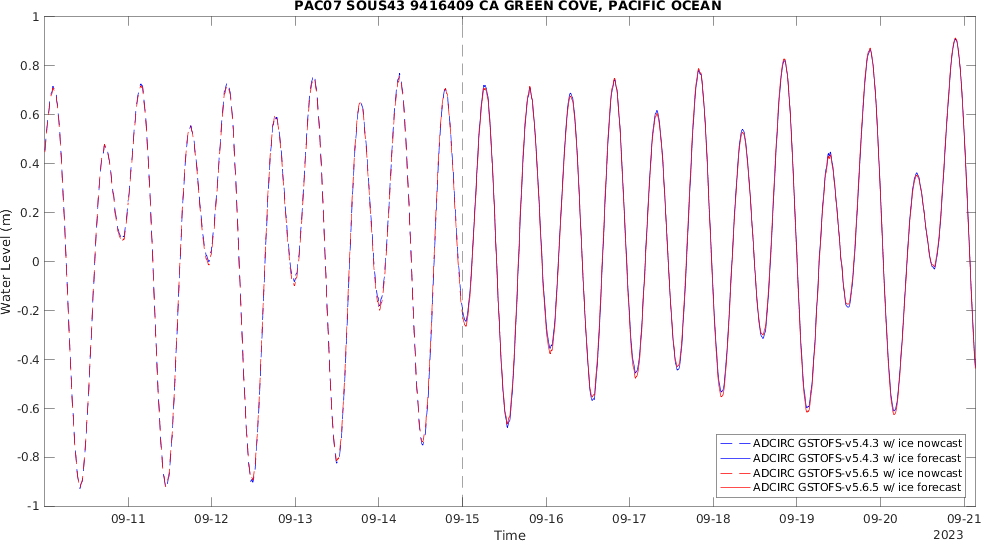 PAC07 SOUS43 9416409 CA GREEN COVE, PACIFIC OCEAN
1
0.8
0.6
0.4
0.2
0
-0.2
-0.4
-0.6
-0.8
-1
Water Level (m)
ADCIRC GSTOFS-v5.4.3 w/ ice nowcast
ADCIRC GSTOFS-v5.4.3 w/ ice forecast
ADCIRC GSTOFS-v5.6.5 w/ ice nowcast
ADCIRC GSTOFS-v5.6.5 w/ ice forecast
09-11 09-12 09-13 09-14 09-15 09-16 09-17 09-18 09-19 09-20 09-21
Time
2023